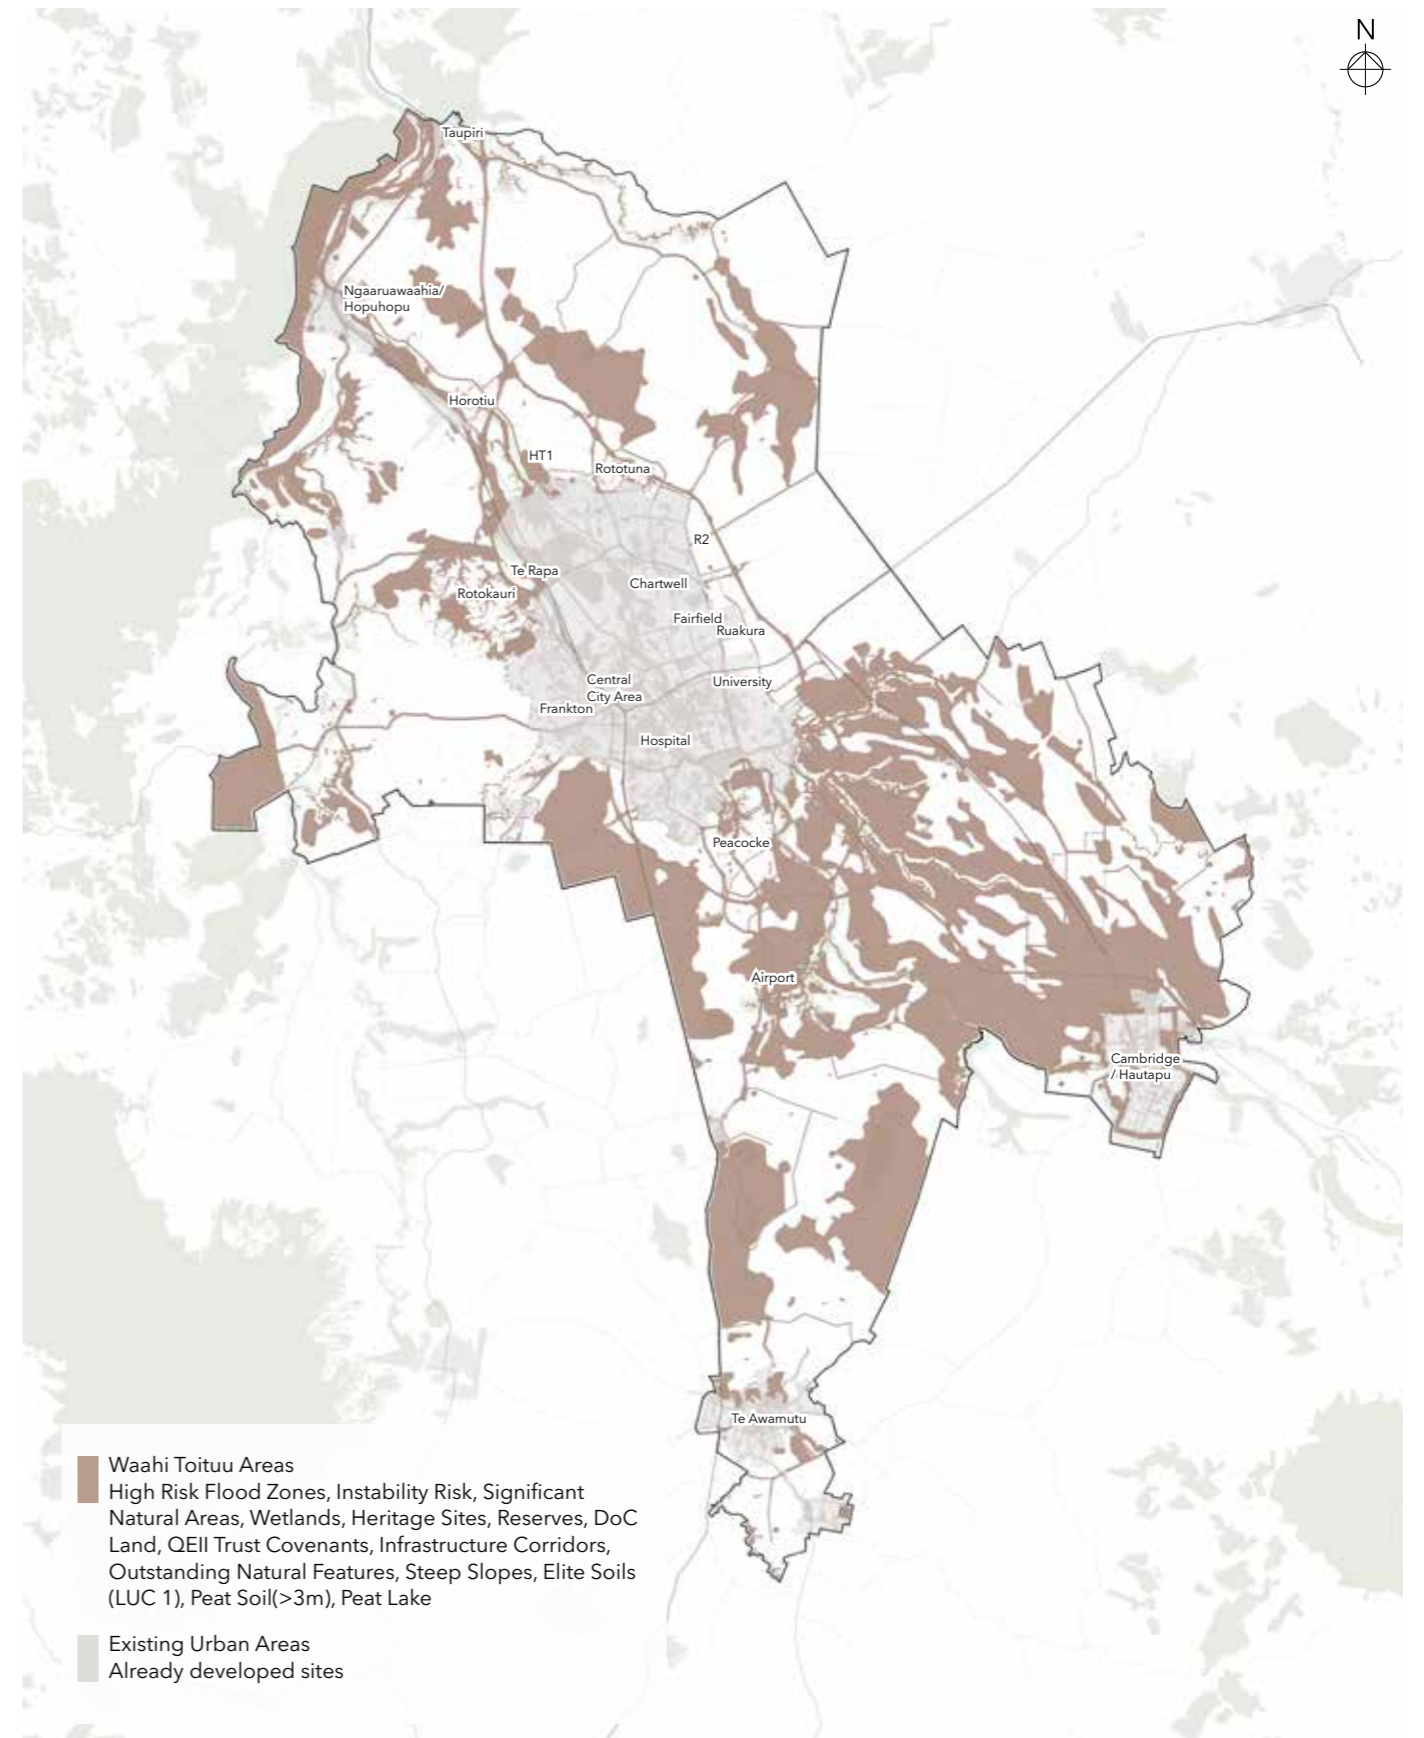 N
Taupiri
Ngaaruawaahia/
Hopuhopu
Horotiu
HT1
Rototuna
R2
Te Rapa
Chartwell
Rotokauri
Fairfield
Ruakura
Central
City Area
University
Frankton
Hospital
Peacocke
Airport
Cambridge
/ Hautapu
Te Awamutu
Waahi Toituu Areas
High Risk Flood Zones, Instability Risk, Significant
Natural Areas, Wetlands, Heritage Sites, Reserves, DoC
Land, QEII Trust Covenants, Infrastructure Corridors,
Outstanding Natural Features, Steep Slopes, Elite Soils
(LUC 1), Peat Soil(>3m), Peat Lake
Existing Urban Areas
Already developed sites